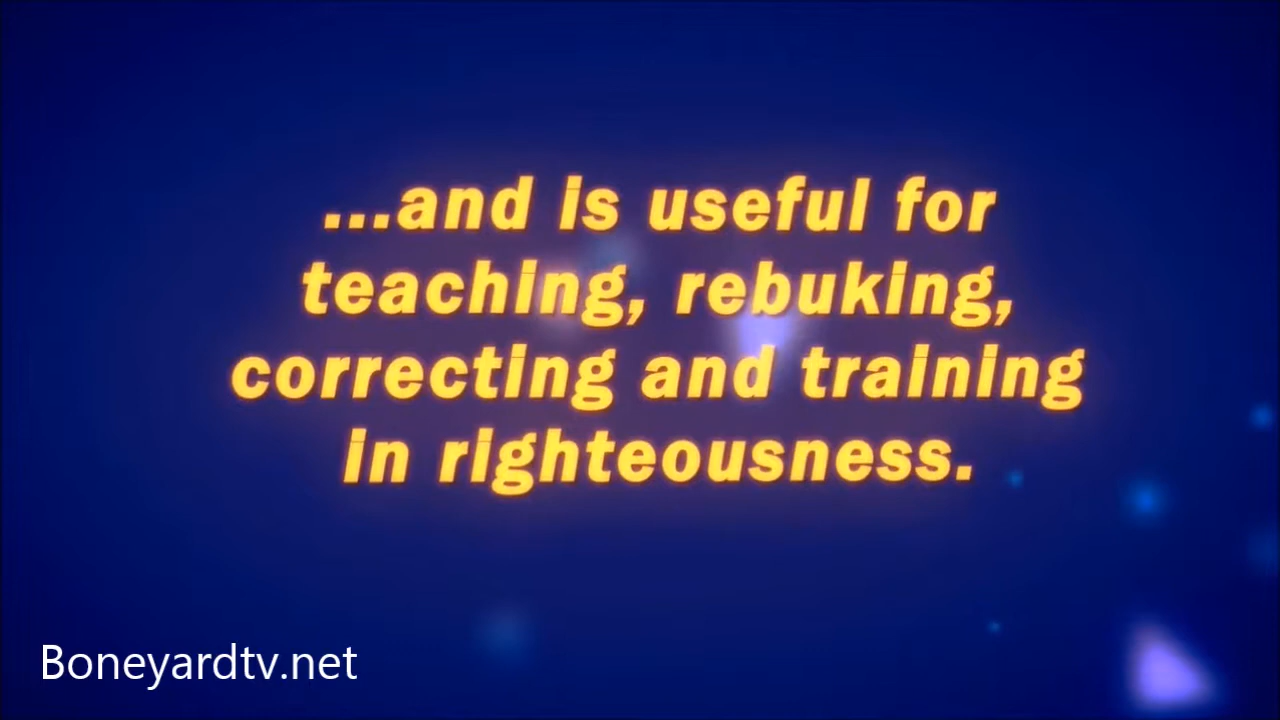 ...and is useful for
teaching, rebuking,
correcting and training
in righteousness.
Boneyardtv.net